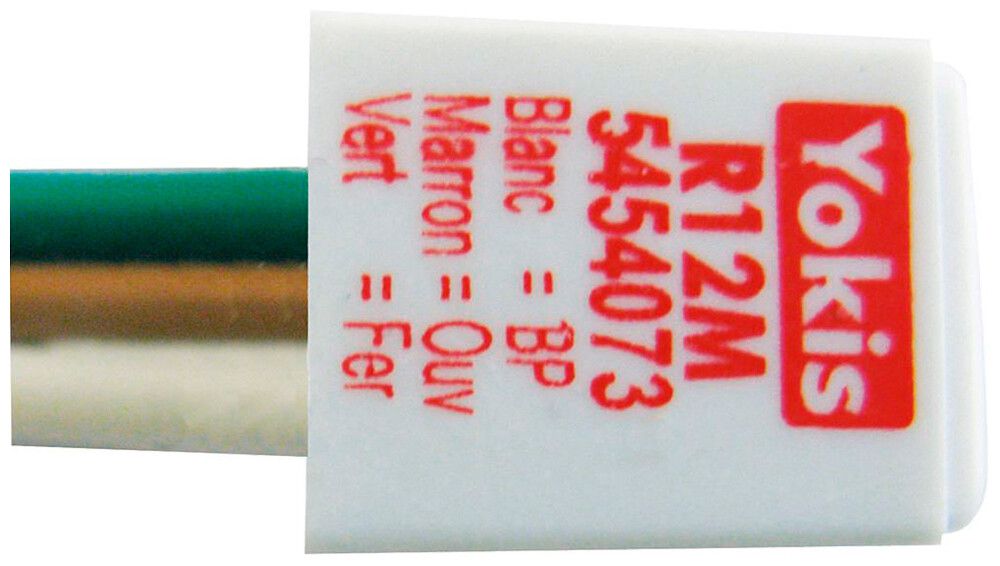 Yokis
R12M
5454073
Blanc = BP
Marron = Ouv
Vert = Fer